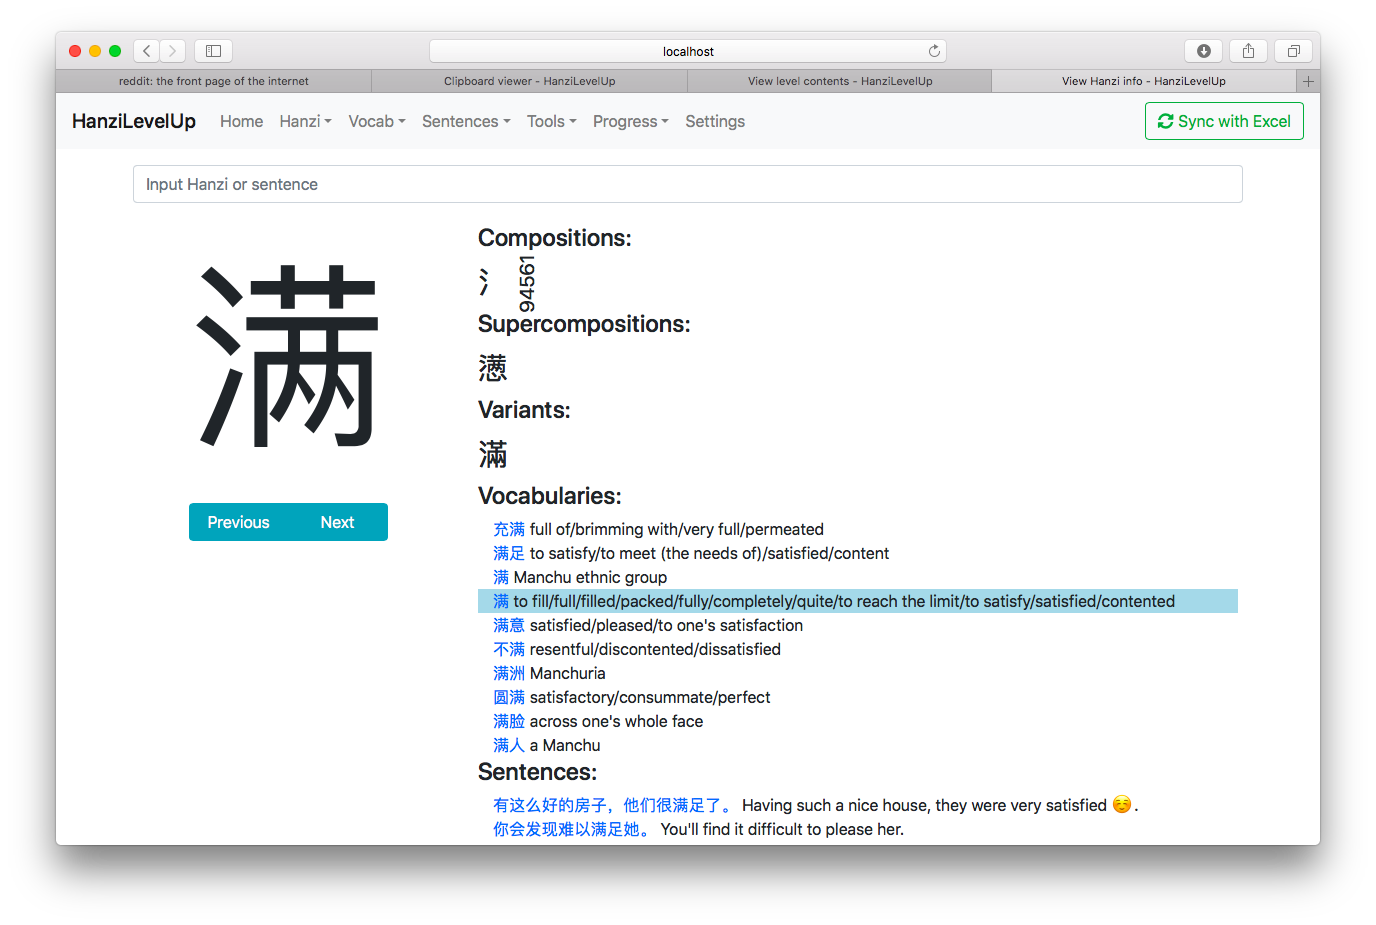 localhost
reddit: the front page of the internet
Clipboard viewer - HanziLevelUp
View level contents - HanziLevelUp
View Hanzi info - HanziLevelUp
HanziLevelUp Home Hanzi Vocab Sentences Tools Progress Settings Sync with Excel
Input Hanzi or sentence
满
Previous Next
Compositions:
氵 94561
Supercompositions:
懑
Variants:
滿
Vocabularies:
充满 full of/brimming with/very full/permeated
满足 to satisfy/to meet (the needs of)/satisfied/content
满 Manchu ethnic group
满 to fill/full/filled/packed/fully/completely/quite/to reach the limit/to satisfy/satisfied/contented
满意 satisfied/pleased/to one's satisfaction
不满 resentful/discontented/dissatisfied
满洲 Manchuria
圆满 satisfactory/consummate/perfect
满脸 across one's whole face
满人 a Manchu
Sentences:
有这么好的房子，他们很满足了。 Having such a nice house, they were very satisfied ☺️.
你会发现难以满足她。 You'll find it difficult to please her.